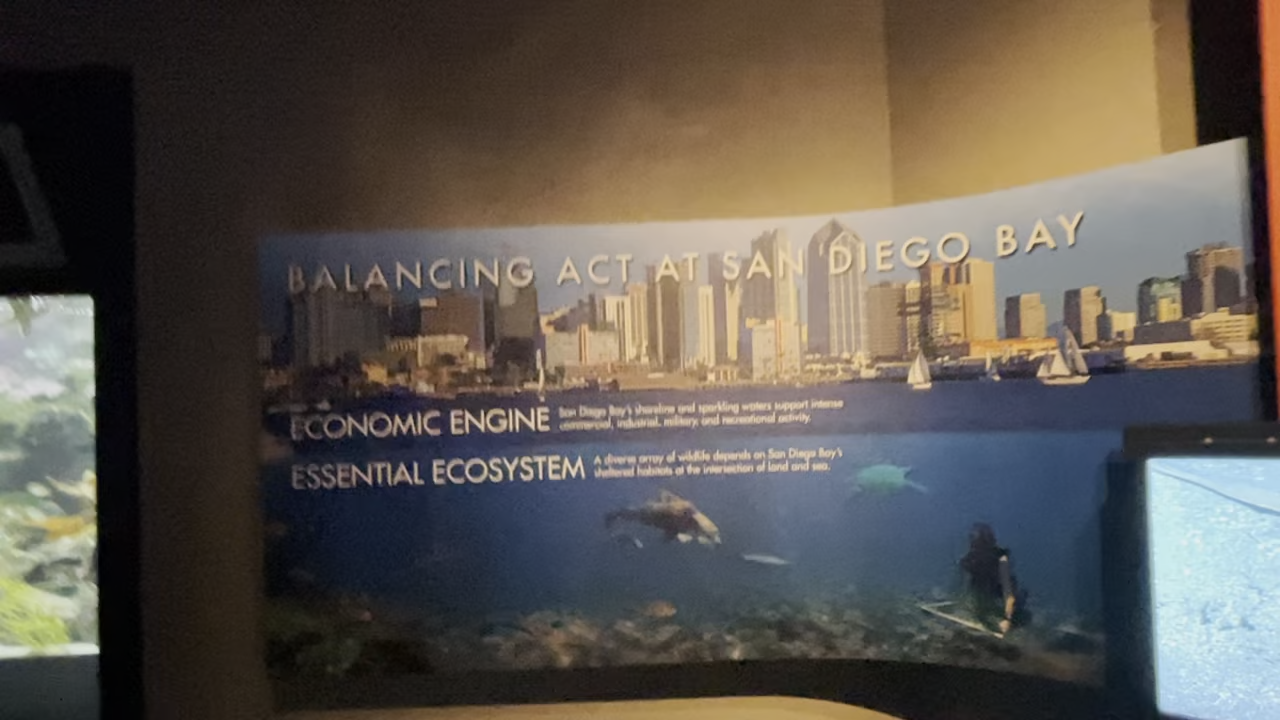 BALANCING ACT AT SAN DIEGO BAY
ECONOMIC ENGINE
San Diego Bay's shoreline and sparkling waters support intense
commercial, industrial, military, and recreational activity.
ESSENTIAL ECOSYSTEM
A diverse array of wildlife depends on San Diego Bay's
sheltered habitats at the intersection of land and sea.